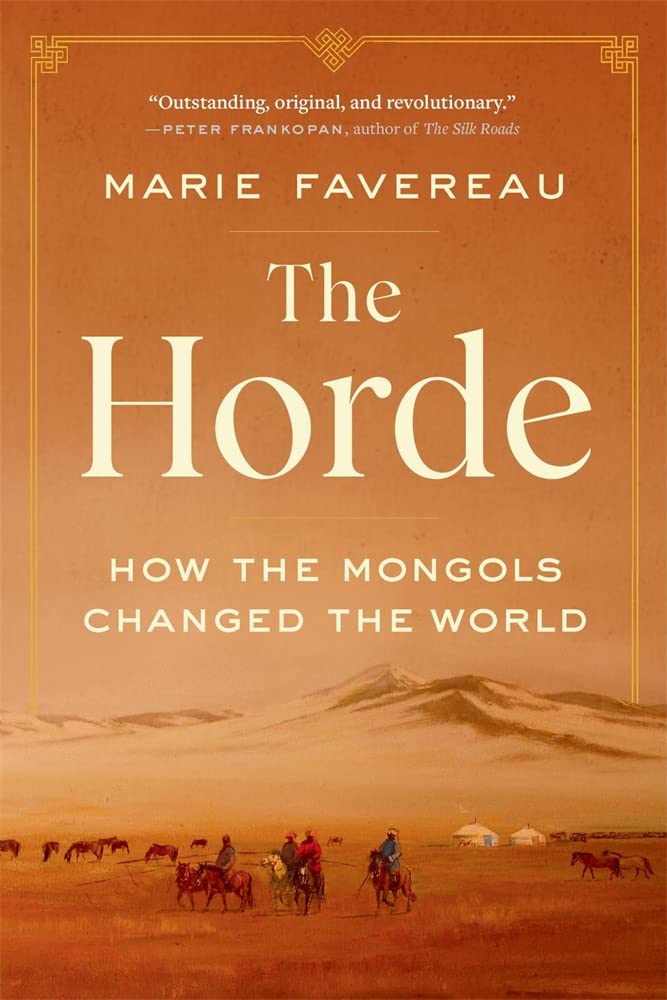 “Outstanding, original, and revolutionary.”
—PETER FRANKOPAN, author of The Silk Roads
MARIE FAVEREAU
The
Horde
HOW THE MONGOLS
CHANGED THE WORLD